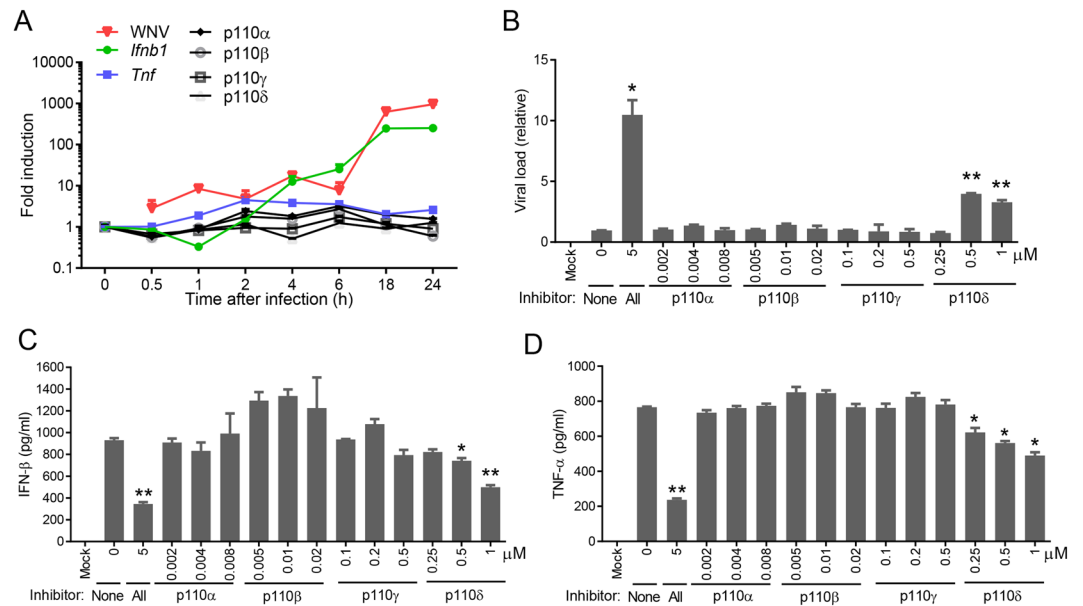 A
WNV
Ifnb1
Tnf
p110α
p110β
p110γ
p110δ
Fold induction
10000
1000
100
10
1
0.1
0 0.5 1 2 4 6 18 24
Time after infection (h)
B
Viral load (relative)
15
10
5
0
*
** **
Mock 0 5 0.002 0.004 0.008 0.005 0.01 0.02 0.1 0.2 0.5 0.25 0.5 1 μM
Inhibitor: None All p110α p110β p110γ p110δ
C
IFN-β (pg/ml)
1600
1400
1200
1000
800
600
400
200
0
**
* **
Mock 0 5 0.002 0.004 0.008 0.005 0.01 0.02 0.1 0.2 0.5 0.25 0.5 1 μM
Inhibitor: None All p110α p110β p110γ p110δ
D
TNF-α (pg/ml)
1000
800
600
400
200
0
**
* * *
Mock 0 5 0.002 0.004 0.008 0.005 0.01 0.02 0.1 0.2 0.5 0.25 0.5 1 μM
Inhibitor: None All p110α p110β p110γ p110δ